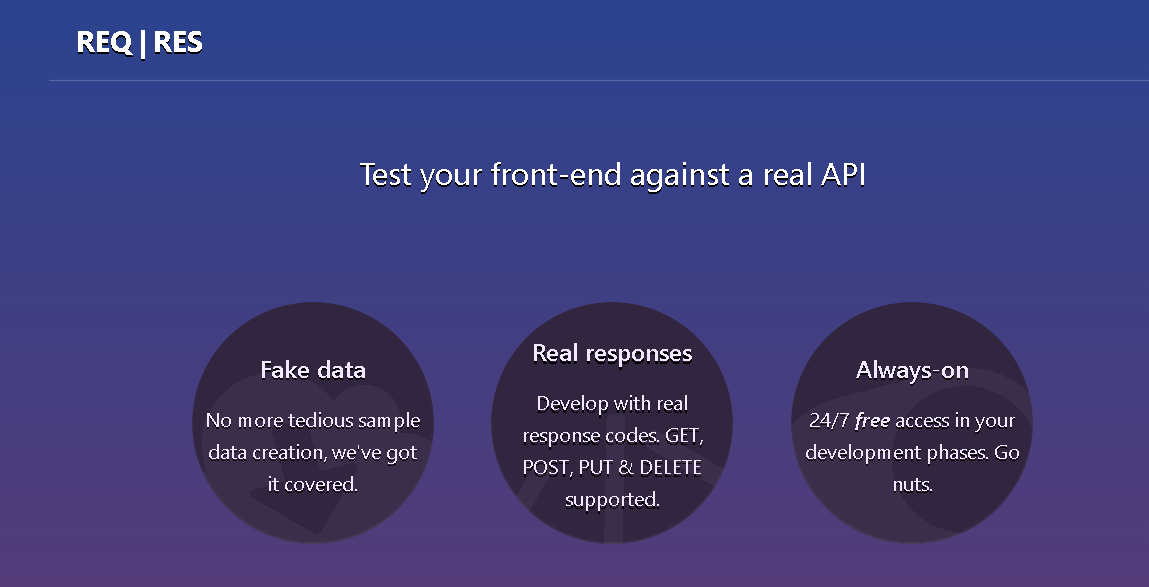 REQ | RES
Test your front-end against a real API
Fake data
No more tedious sample
data creation, we've got
it covered.
Real responses
Develop with real
response codes. GET,
POST, PUT & DELETE
supported.
Always-on
24/7 free access in your
development phases. Go
nuts.